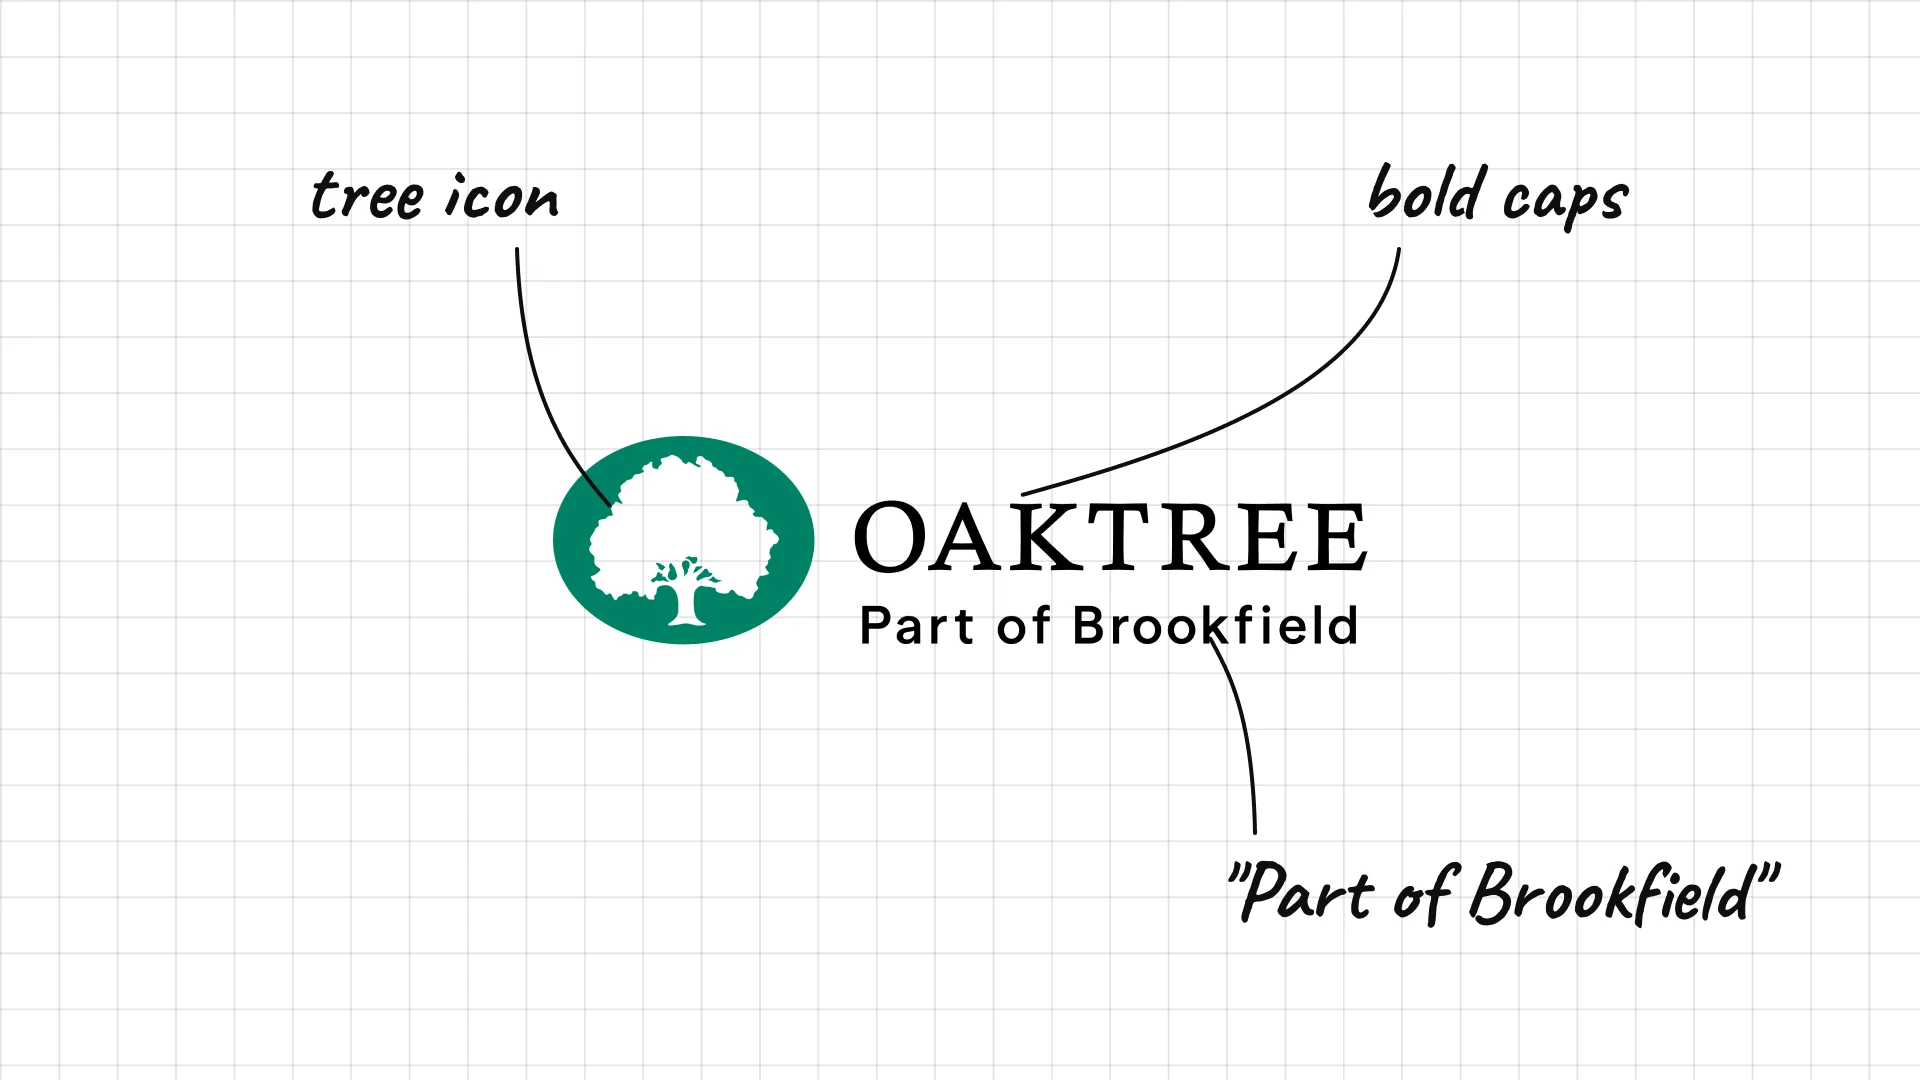 tree icon
bold caps
OAKTREE
Part of Brookfield
"Part of Brookfield"